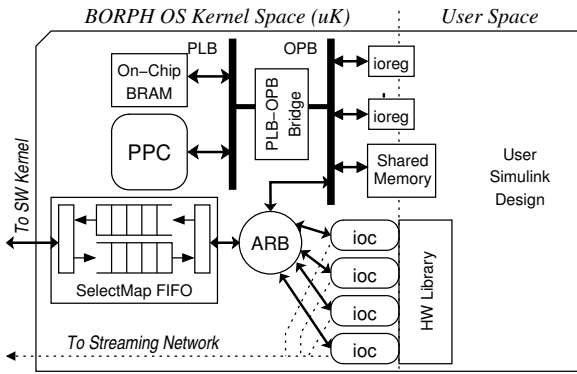 BORPH OS Kernel Space (uK)
User Space
PLB
OPB
On−Chip
BRAM
PLB−OPB
Bridge
ioreg
ioreg
PPC
Shared
Memory
User
Simulink
Design
To SW Kernel
SelectMap FIFO
ARB
ioc
ioc
ioc
ioc
HW Library
To Streaming Network